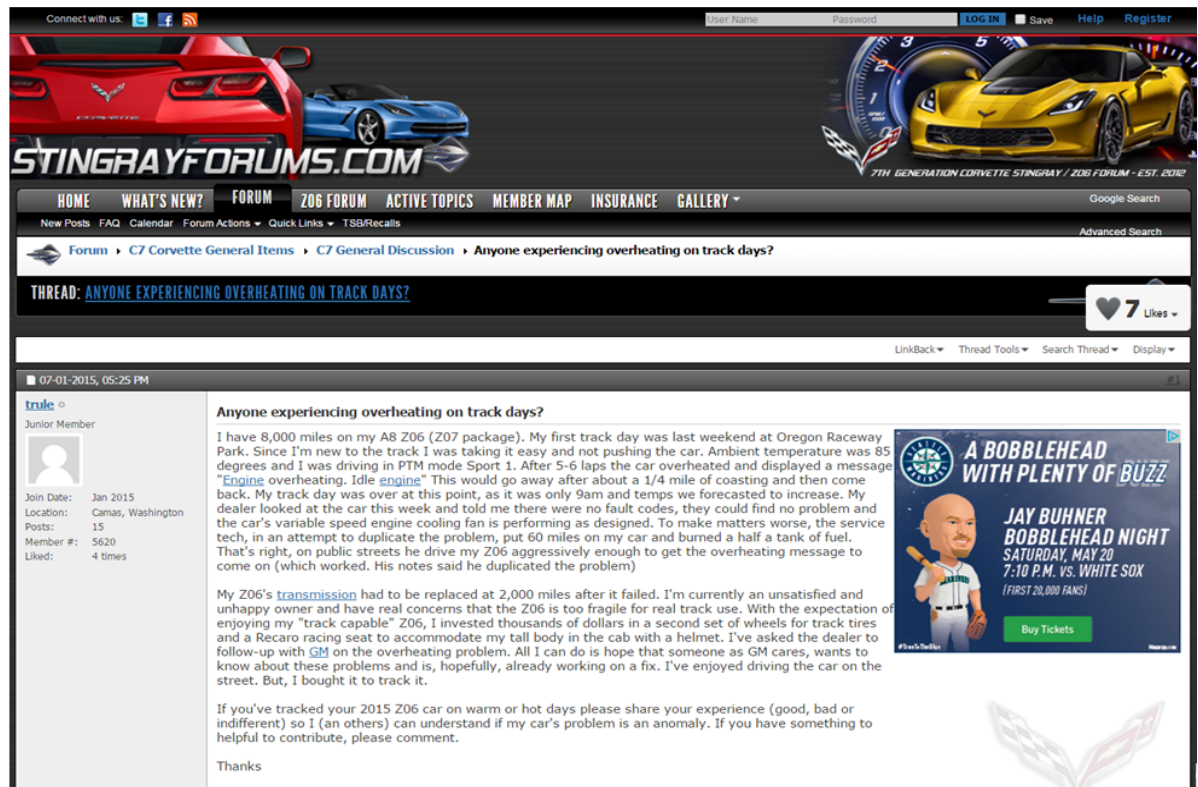 Connect with us:
User Name Password LOG IN Save Help Register
CORVETTE
3 5
2
1
STINGRAYFORUMS.COM
7TH GENERATION CORVETTE STINGRAY / Z06 FORUM - EST. 2012
HOME WHAT'S NEW? FORUM Z06 FORUM ACTIVE TOPICS MEMBER MAP INSURANCE GALLERY
Google Search
New Posts FAQ Calendar Forum Actions Quick Links TSB/Recalls
Advanced Search
Forum C7 Corvette General Items C7 General Discussion Anyone experiencing overheating on track days?
THREAD: ANYONE EXPERIENCING OVERHEATING ON TRACK DAYS?
7 Likes
LinkBack Thread Tools Search Thread Display
07-01-2015, 05:25 PM #1
trule
Junior Member
Join Date: Jan 2015
Location: Camas, Washington
Posts: 15
Member #: 5620
Liked: 4 times
Anyone experiencing overheating on track days?
I have 8,000 miles on my A8 Z06 (Z07 package). My first track day was last weekend at Oregon Raceway
Park. Since I'm new to the track I was taking it easy and not pushing the car. Ambient temperature was 85
degrees and I was driving in PTM mode Sport 1. After 5-6 laps the car overheated and displayed a message
"Engine overheating. Idle engine" This would go away after about a 1/4 mile of coasting and then come
back. My track day was over at this point, as it was only 9am and temps we forecasted to increase. My
dealer looked at the car this week and told me there were no fault codes, they could find no problem and
the car's variable speed engine cooling fan is performing as designed. To make matters worse, the service
tech, in an attempt to duplicate the problem, put 60 miles on my car and burned a half a tank of fuel.
That's right, on public streets he drive my Z06 aggressively enough to get the overheating message to
come on (which worked. His notes said he duplicated the problem)
My Z06's transmission had to be replaced at 2,000 miles after it failed. I'm currently an unsatisfied and
unhappy owner and have real concerns that the Z06 is too fragile for real track use. With the expectation of
enjoying my "track capable" Z06, I invested thousands of dollars in a second set of wheels for track tires
and a Recaro racing seat to accommodate my tall body in the cab with a helmet. I've asked the dealer to
follow-up with GM on the overheating problem. All I can do is hope that someone as GM cares, wants to
know about these problems and is, hopefully, already working on a fix. I've enjoyed driving the car on the
street. But, I bought it to track it.
If you've tracked your 2015 Z06 car on warm or hot days please share your experience (good, bad or
indifferent) so I (an others) can understand if my car's problem is an anomaly. If you have something to
helpful to contribute, please comment.
Thanks
A BOBBLEHEAD
WITH PLENTY OF BUZZ
JAY BUHNER
BOBBLEHEAD NIGHT
SATURDAY, MAY 20
7:10 P.M. VS. WHITE SOX
(FIRST 20,000 FANS)
Buy Tickets
#TrueToTheBlue
Mariners.com